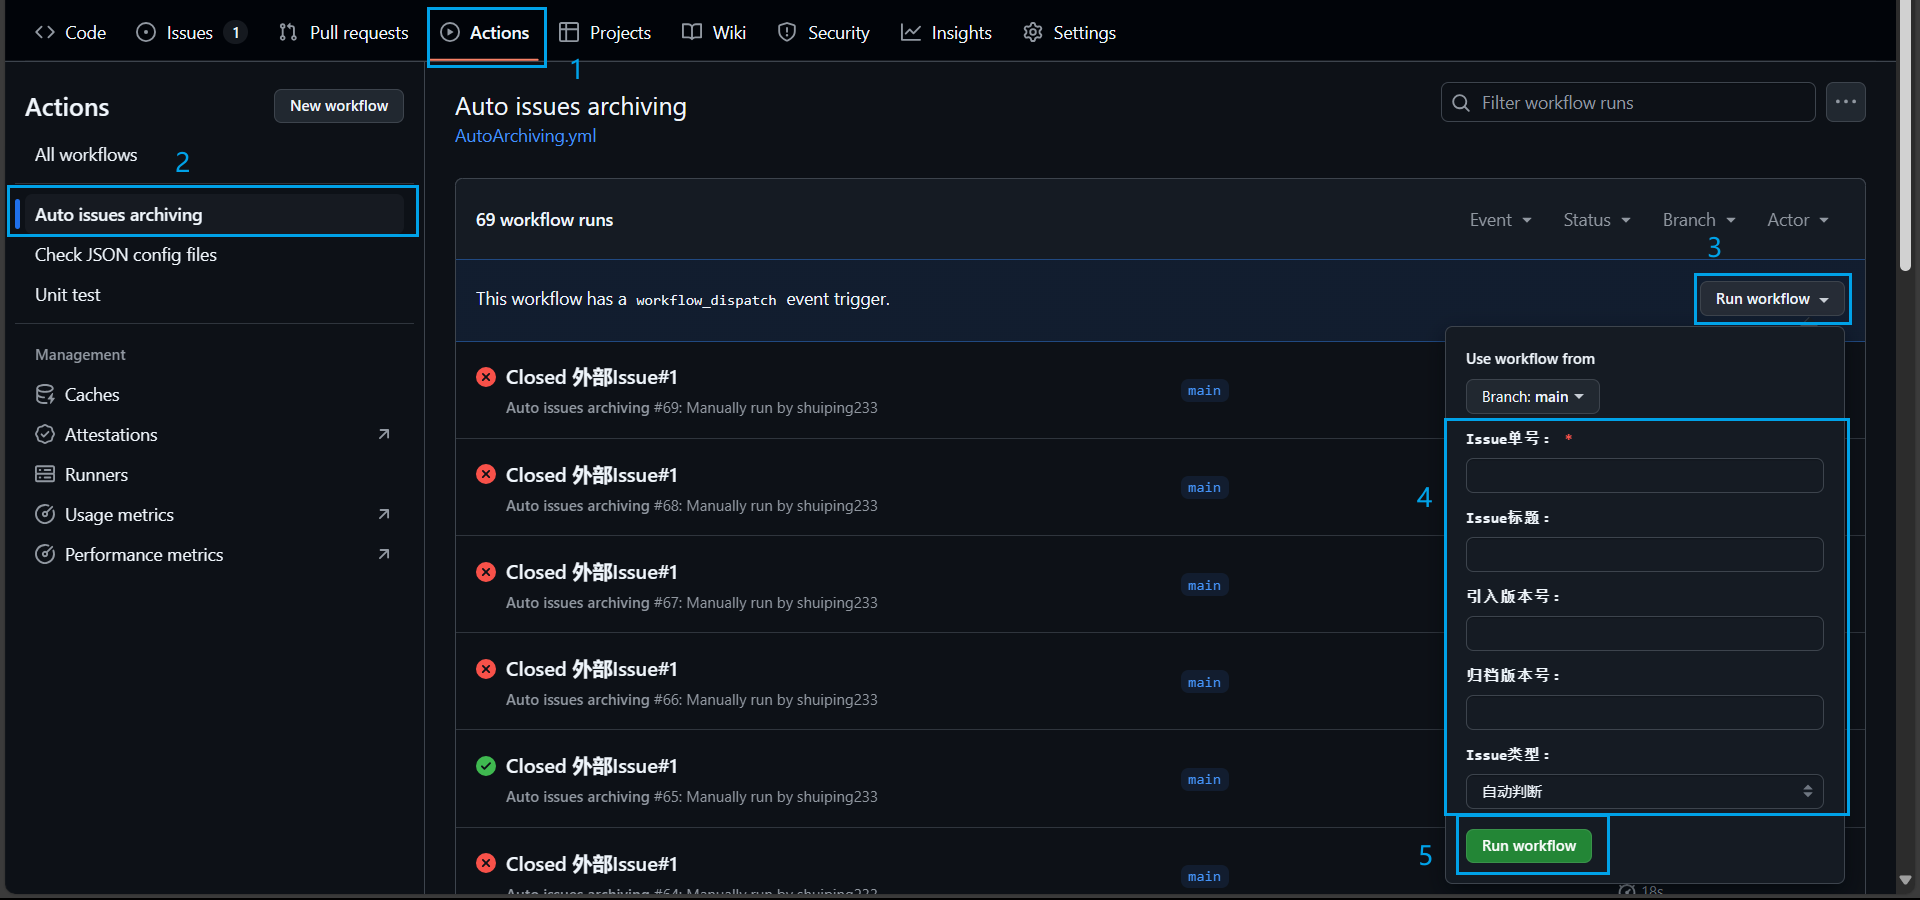 Code Issues 1 Pull requests Actions Projects Wiki Security Insights Settings
1
Actions
New workflow
All workflows
2
Auto issues archiving
Check JSON config files
Unit test
Management
Caches
Attestations
Runners
Usage metrics
Performance metrics
Auto issues archiving
AutoArchiving.yml
Filter workflow runs
69 workflow runs
Event Status Branch Actor
3
This workflow has a workflow_dispatch event trigger.
Run workflow
Closed 外部Issue#1
Auto issues archiving #69: Manually run by shuiping233
main
Closed 外部Issue#1
Auto issues archiving #68: Manually run by shuiping233
main
Closed 外部Issue#1
Auto issues archiving #67: Manually run by shuiping233
main
Closed 外部Issue#1
Auto issues archiving #66: Manually run by shuiping233
main
Closed 外部Issue#1
Auto issues archiving #65: Manually run by shuiping233
main
Closed 外部Issue#1
Auto issues archiving #64: Manually run by shuiping233
main
18s
Use workflow from
Branch: main
4
Issue单号： *
Issue标题：
引入版本号：
归档版本号：
Issue类型：
自动判断
5
Run workflow